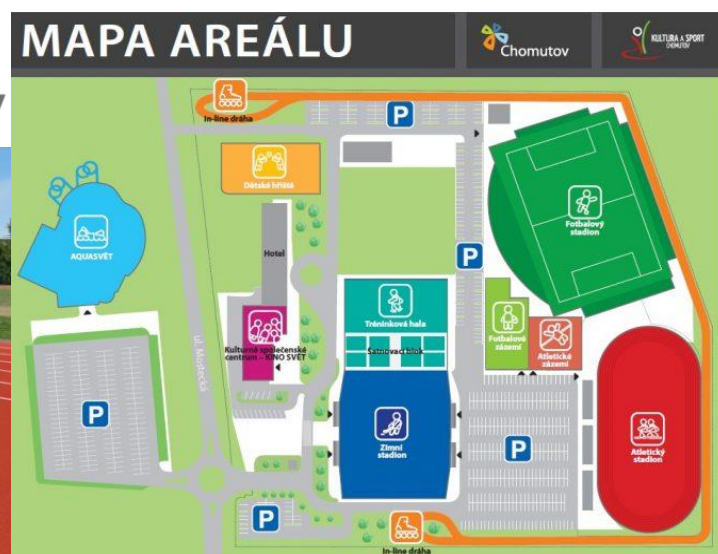 MAPA AREÁLU
Chomutov
KULTURA A SPORT
CHOMUTOV
In-line dráha
P
Dětské hřiště
Fotbalový
stadion
AQUASVĚT
Hotel
P
Tréninková hala
Kulturně společenské
centrum – KINO SVĚT
Šatnovací blok
Fotbalové
zázemí
Atletické
zázemí
ul. Mostecká
P
Zimní
stadion
P
Atletický
stadion
P
In-line dráha